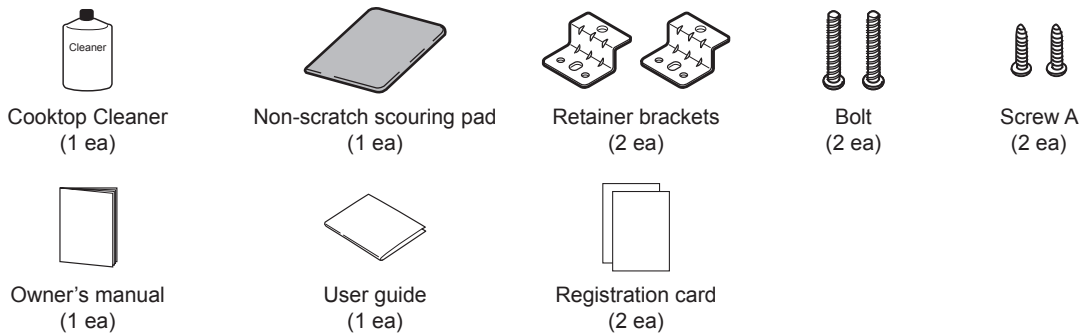 Cleaner
Cooktop Cleaner
(1 ea)
Non-scratch scouring pad
(1 ea)
Retainer brackets
(2 ea)
Bolt
(2 ea)
Screw A
(2 ea)
Owner’s manual
(1 ea)
User guide
(1 ea)
Registration card
(2 ea)